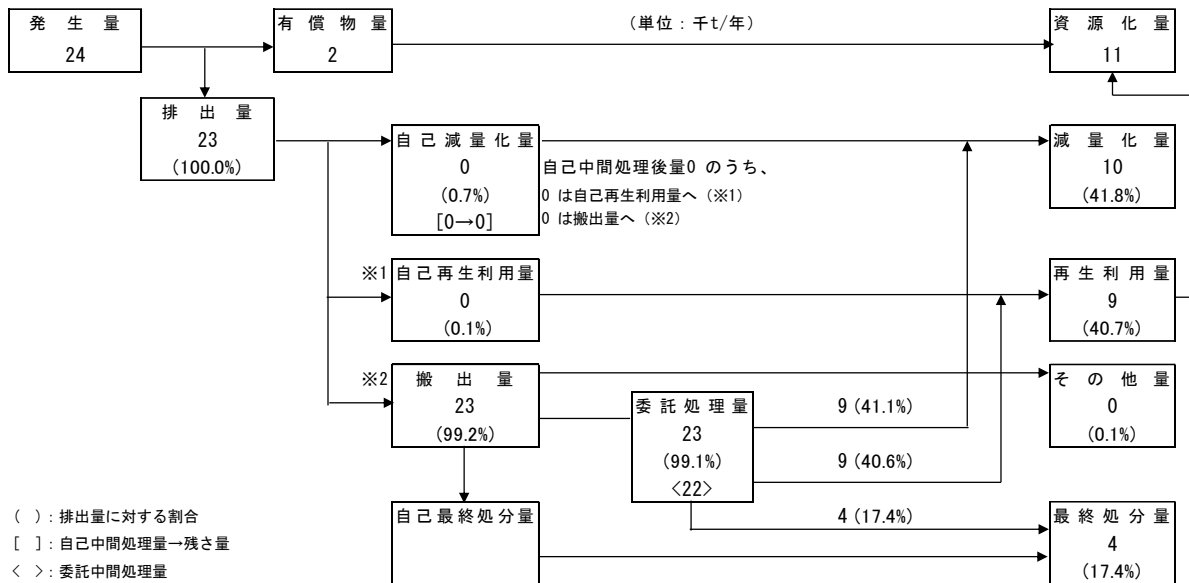 発生量
24
有償物量
2
(単位:千t/年)
資源化量
11
排出量
23
(100.0%)
自己減量化量
0
(0.7%)
[0→0]
自己中間処理後量0 のうち、
0 は自己再生利用量へ(※1)
0 は搬出量へ(※2)
減量化量
10
(41.8%)
※1
自己再生利用量
0
(0.1%)
再生利用量
9
(40.7%)
※2
搬出量
23
(99.2%)
委託処理量
23
(99.1%)
<22>
9 (41.1%)
9 (40.6%)
4 (17.4%)
その他量
0
(0.1%)
自己最終処分量
最終処分量
4
(17.4%)
( ):排出量に対する割合
[ ]:自己中間処理量→残さ量
< >:委託中間処理量